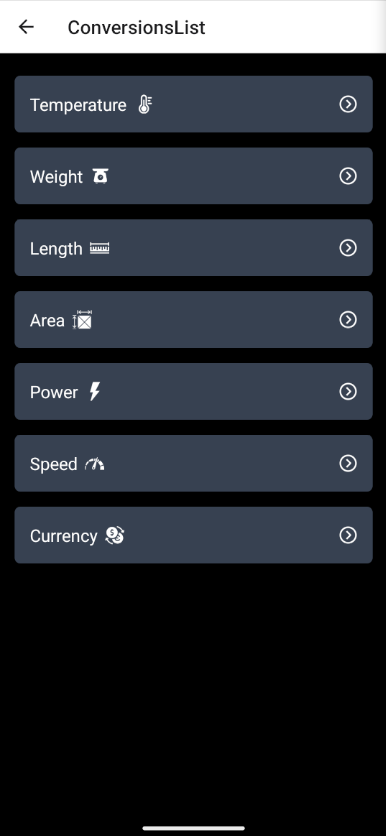 ConversionsList
Temperature
Weight
Length
Area
Power
Speed
Currency